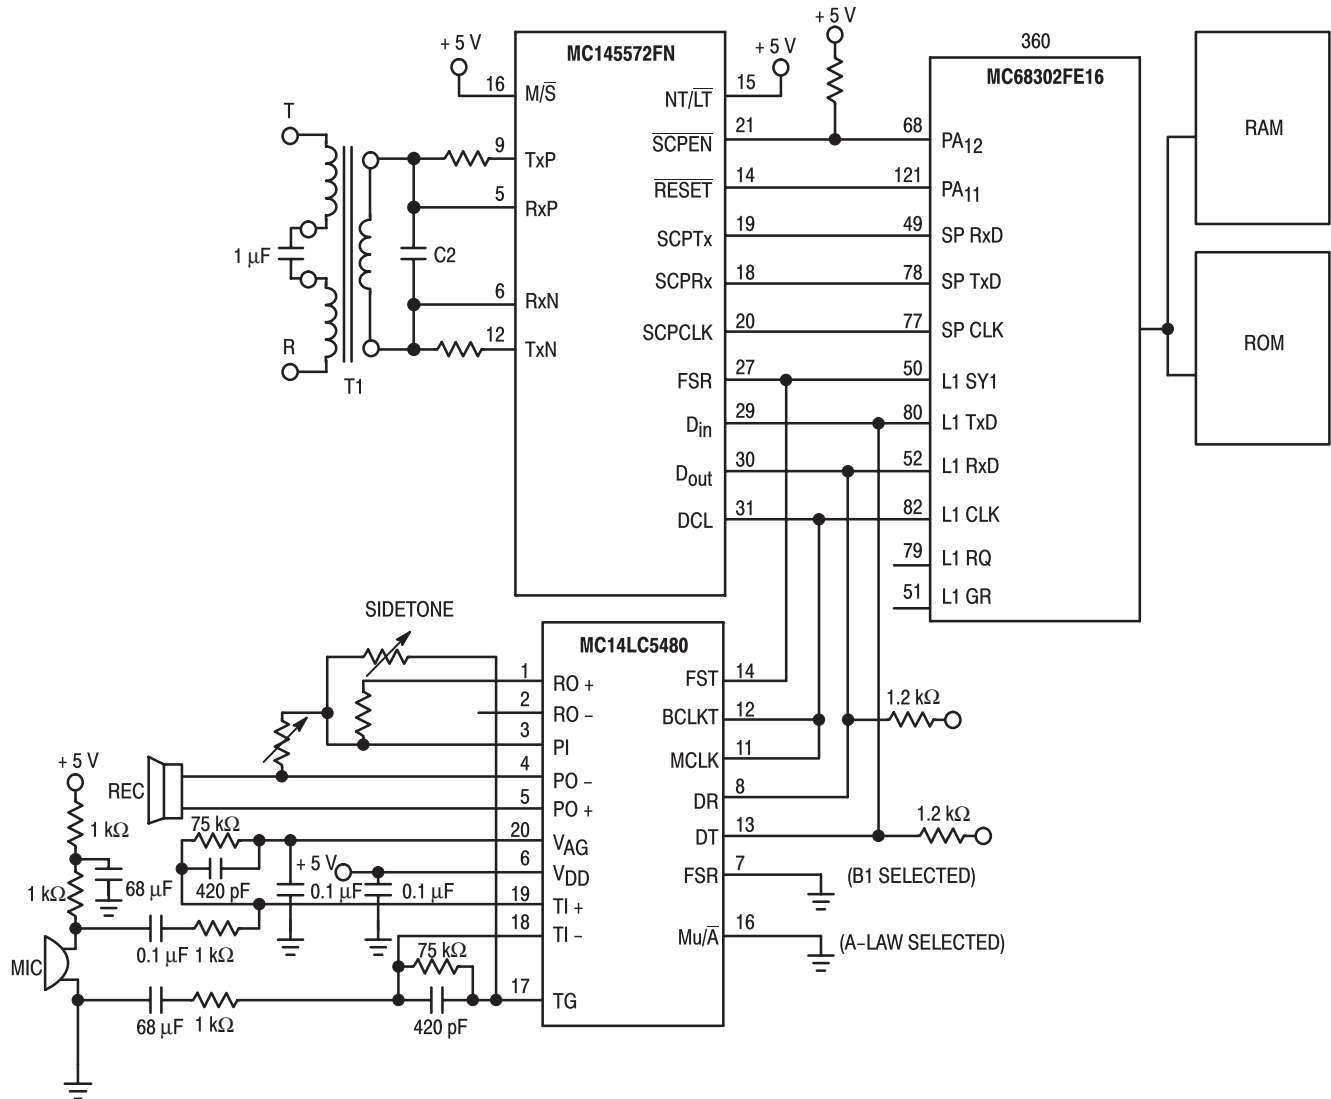 + 5 V
360
+ 5 V
MC145572FN
+ 5 V
MC68302FE16
16
M/S̅
NT/L̅T̅
15
RAM
T
21
68
S̅C̅P̅E̅N̅
PA12
9
TxP
14
121
R̅E̅S̅E̅T̅
PA11
5
RxP
19
49
SCPTx
SP RxD
1 µF
C2
18
78
SCPRx
SP TxD
6
RxN
20
77
SCPCLK
SP CLK
ROM
R
12
TxN
T1
27
50
FSR
L1 SY1
29
80
Din
L1 TxD
30
52
Dout
L1 RxD
31
82
DCL
L1 CLK
79
L1 RQ
51
L1 GR
SIDETONE
MC14LC5480
1
RO +
FST
14
2
RO –
BCLKT
12
1.2 kΩ
3
PI
MCLK
11
+ 5 V
REC
4
PO –
DR
8
5
PO +
1.2 kΩ
1 kΩ
75 kΩ
20
VAG
DT
13
+ 5 V
6
VDD
FSR
7
(B1 SELECTED)
1 kΩ
68 µF
420 pF
0.1 µF
0.1 µF
19
TI +
18
TI –
Mu/A̅
16
(A–LAW SELECTED)
0.1 µF
1 kΩ
75 kΩ
MIC
17
TG
68 µF
1 kΩ
420 pF